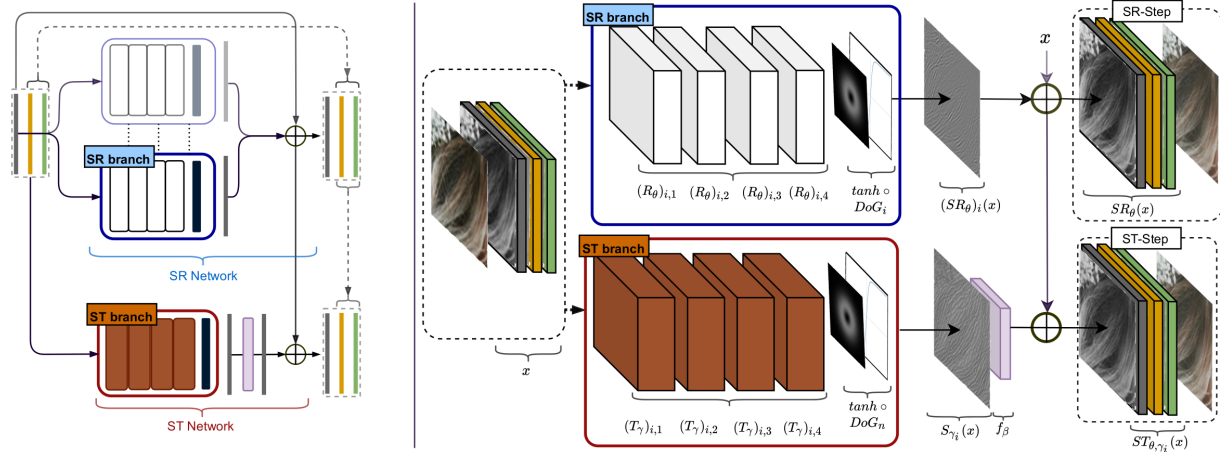 SR branch
SR Network
ST branch
ST Network
SR branch
(R_θ)_{i,1} (R_θ)_{i,2} (R_θ)_{i,3} (R_θ)_{i,4}
tanh ∘
DoG_i
(SR_θ)_i(x)
x
SR-Step
SR_θ(x)
x
ST branch
(T_γ)_{i,1} (T_γ)_{i,2} (T_γ)_{i,3} (T_γ)_{i,4}
tanh ∘
DoG_n
S_{γ_i}(x) f_β
ST-Step
ST_{θ,γ_i}(x)